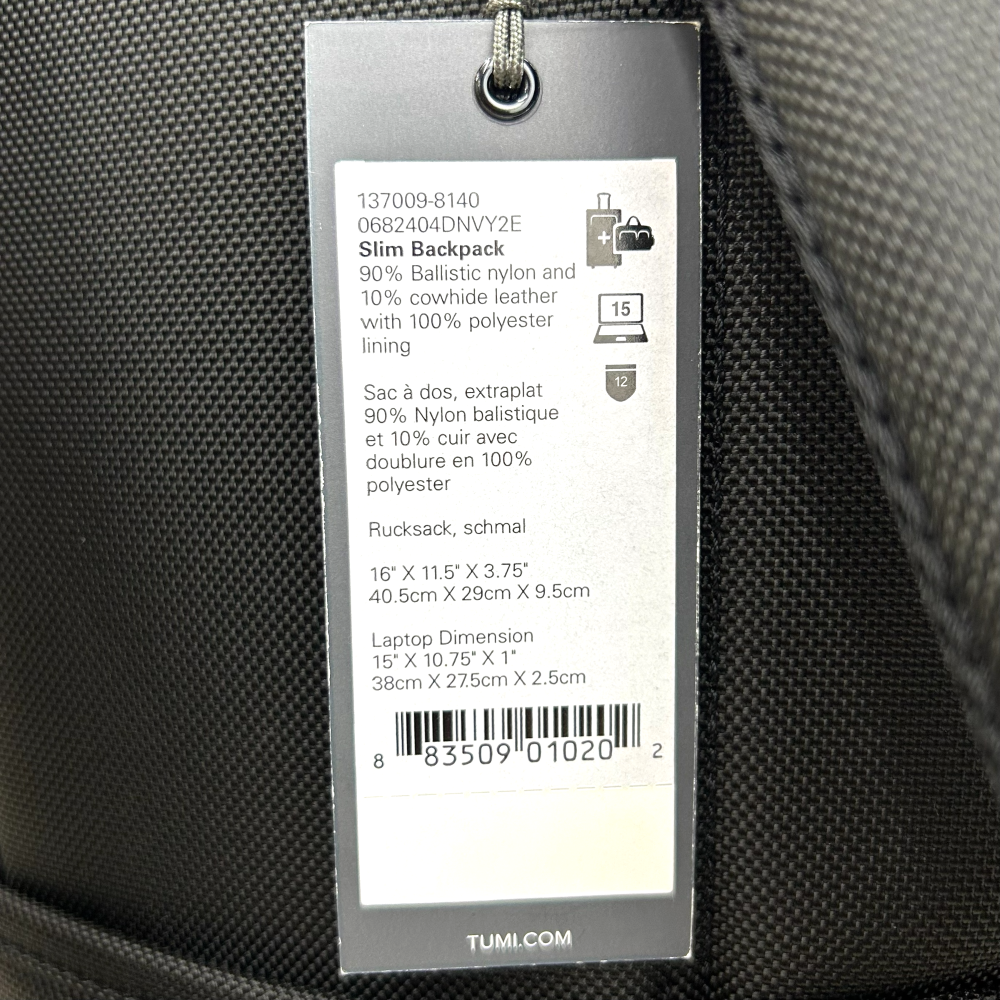 137009-8140
0682404DNVY2E
Slim Backpack
90% Ballistic nylon and
10% cowhide leather
with 100% polyester
lining
15
12
Sac à dos, extraplat
90% Nylon balistique
et 10% cuir avec
doublure en 100%
polyester
Rucksack, schmal
16" X 11.5" X 3.75"
40.5cm X 29cm X 9.5cm
Laptop Dimension
15" X 10.75" X 1"
38cm X 27.5cm X 2.5cm
8 83509 01020 2
TUMI.COM